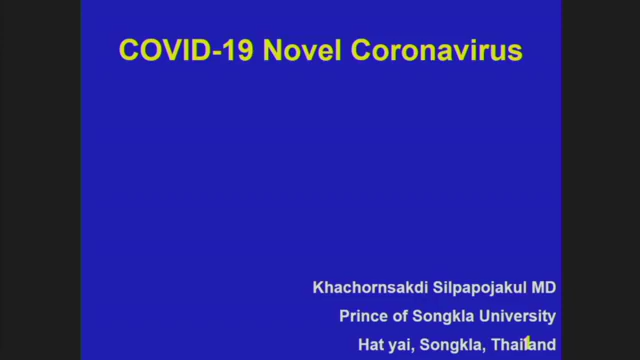 COVID-19 Novel Coronavirus
Khachornsakdi Silpapojakul MD
Prince of Songkla University
Hat yai, Songkla, Thailand